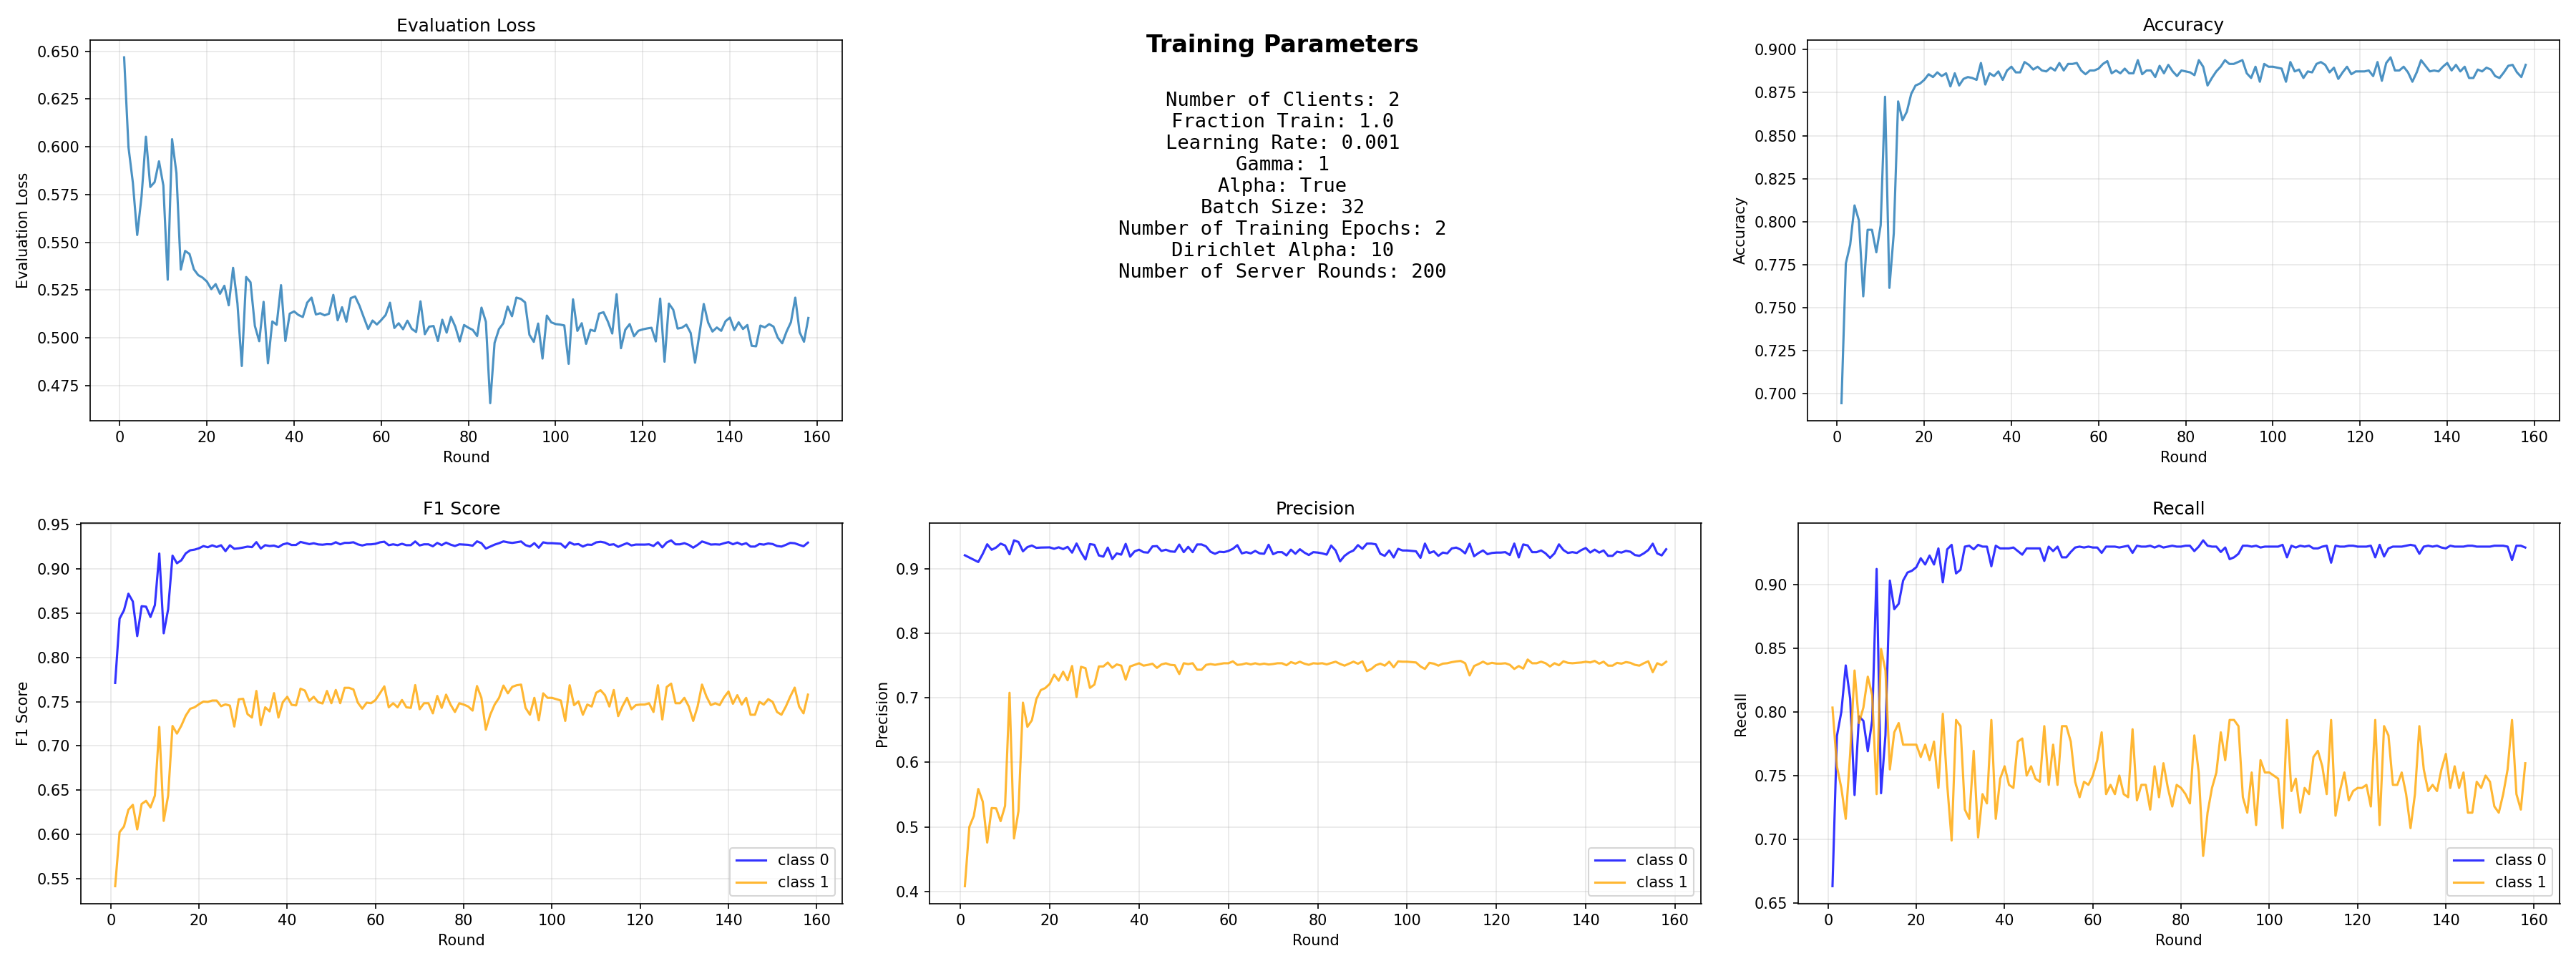 Evaluation Loss
0.650
0.625
0.600
0.575
0.550
0.525
0.500
0.475
Evaluation Loss
0 20 40 60 80 100 120 140 160
Round
Training Parameters
Number of Clients: 2
Fraction Train: 1.0
Learning Rate: 0.001
Gamma: 1
Alpha: True
Batch Size: 32
Number of Training Epochs: 2
Dirichlet Alpha: 10
Number of Server Rounds: 200
Accuracy
0.900
0.875
0.850
0.825
0.800
0.775
0.750
0.725
0.700
Accuracy
0 20 40 60 80 100 120 140 160
Round
F1 Score
0.95
0.90
0.85
0.80
0.75
0.70
0.65
0.60
0.55
F1 Score
class 0
class 1
0 20 40 60 80 100 120 140 160
Round
Precision
0.9
0.8
0.7
0.6
0.5
0.4
Precision
class 0
class 1
0 20 40 60 80 100 120 140 160
Round
Recall
0.90
0.85
0.80
0.75
0.70
0.65
Recall
class 0
class 1
0 20 40 60 80 100 120 140 160
Round